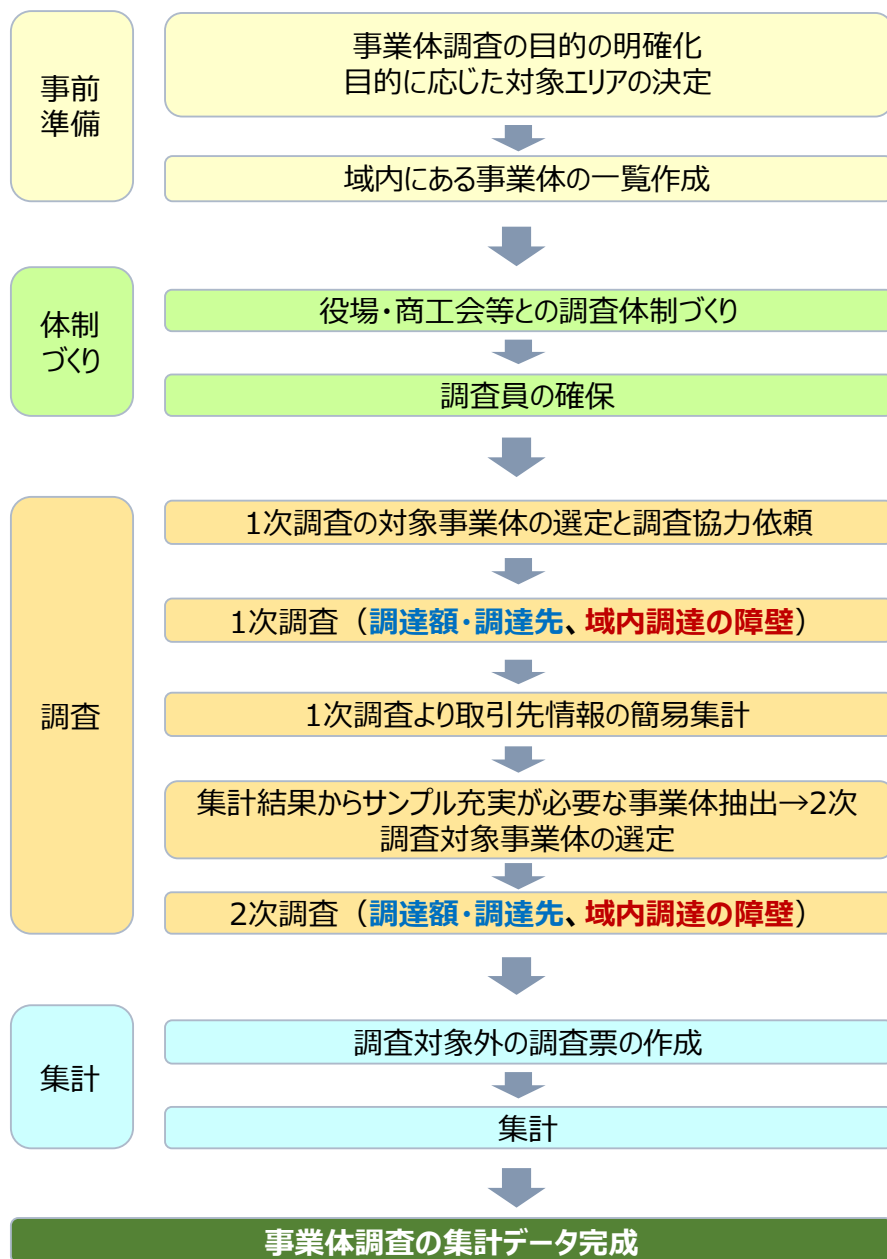 事前
準備
事業体調査の目的の明確化
目的に応じた対象エリアの決定
域内にある事業体の一覧作成
体制
づくり
役場・商工会等との調査体制づくり
調査員の確保
調査
1次調査の対象事業体の選定と調査協力依頼
1次調査（調達額・調達先、域内調達の障壁）
1次調査より取引先情報の簡易集計
集計結果からサンプル充実が必要な事業体抽出→2次
調査対象事業体の選定
2次調査（調達額・調達先、域内調達の障壁）
集計
調査対象外の調査票の作成
集計
事業体調査の集計データ完成